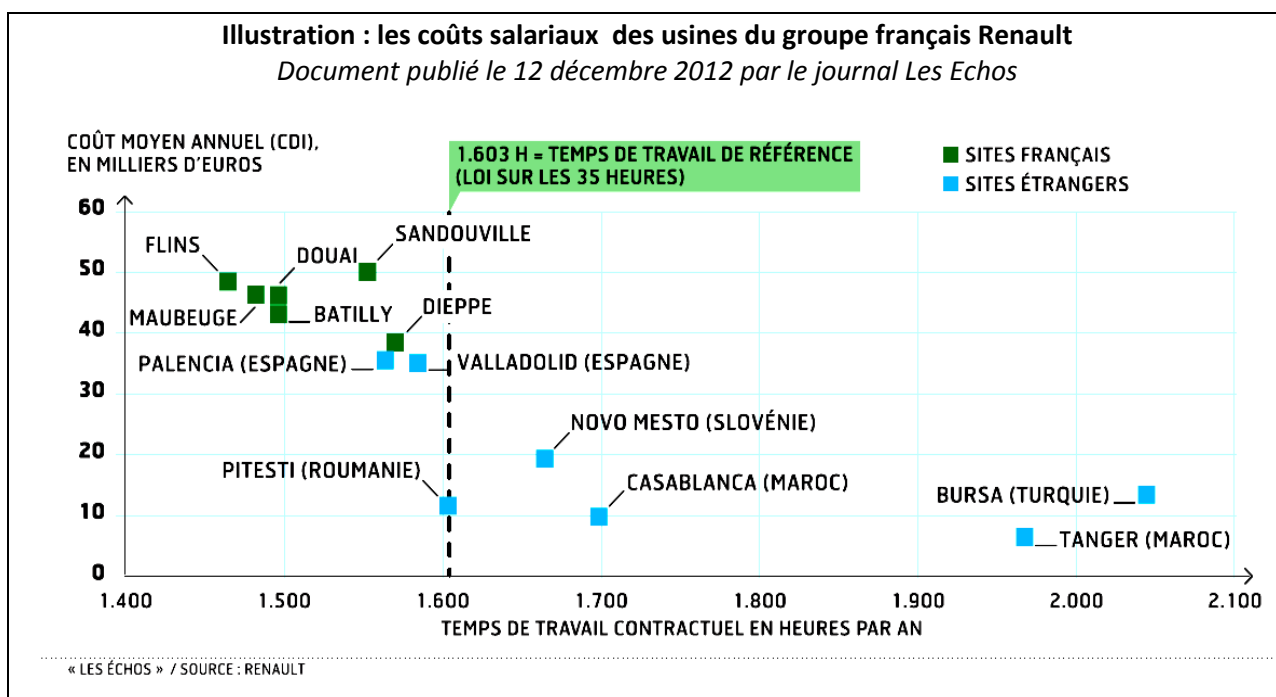 Illustration : les coûts salariaux  des usines du groupe français Renault
Document publié le 12 décembre 2012 par le journal Les Echos
COÛT MOYEN ANNUEL (CDI),
EN MILLIERS D'EUROS
1.603 H = TEMPS DE TRAVAIL DE RÉFÉRENCE
(LOI SUR LES 35 HEURES)
SITES FRANÇAIS
SITES ÉTRANGERS
60
50
40
30
20
10
0
FLINS
DOUAI
SANDOUVILLE
MAUBEUGE
BATILLY
DIEPPE
PALENCIA (ESPAGNE)
VALLADOLID (ESPAGNE)
NOVO MESTO (SLOVÉNIE)
PITESTI (ROUMANIE)
CASABLANCA (MAROC)
BURSA (TURQUIE)
TANGER (MAROC)
1.400 1.500 1.600 1.700 1.800 1.900 2.000 2.100
TEMPS DE TRAVAIL CONTRACTUEL EN HEURES PAR AN
« LES ÉCHOS » / SOURCE : RENAULT